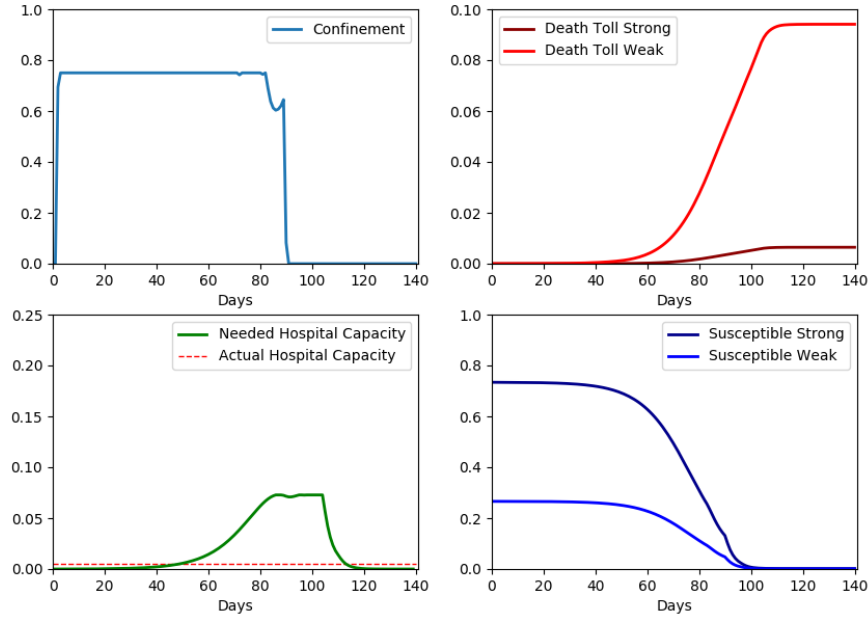 1.0
0.8
0.6
0.4
0.2
0.0
0 20 40 60 80 100 120 140
Days
Confinement
0.10
0.08
0.06
0.04
0.02
0.00
0 20 40 60 80 100 120 140
Days
Death Toll Strong
Death Toll Weak
0.25
0.20
0.15
0.10
0.05
0.00
0 20 40 60 80 100 120 140
Days
Needed Hospital Capacity
Actual Hospital Capacity
1.0
0.8
0.6
0.4
0.2
0.0
0 20 40 60 80 100 120 140
Days
Susceptible Strong
Susceptible Weak